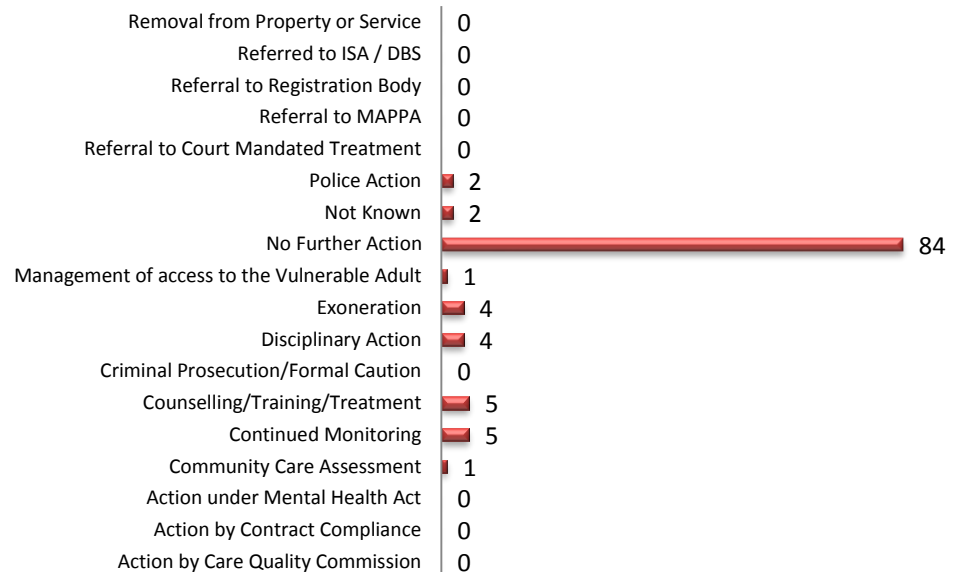 Removal from Property or Service 0
Referred to ISA / DBS 0
Referral to Registration Body 0
Referral to MAPPA 0
Referral to Court Mandated Treatment 0
Police Action 2
Not Known 2
No Further Action 84
Management of access to the Vulnerable Adult 1
Exoneration 4
Disciplinary Action 4
Criminal Prosecution/Formal Caution 0
Counselling/Training/Treatment 5
Continued Monitoring 5
Community Care Assessment 1
Action under Mental Health Act 0
Action by Contract Compliance 0
Action by Care Quality Commission 0